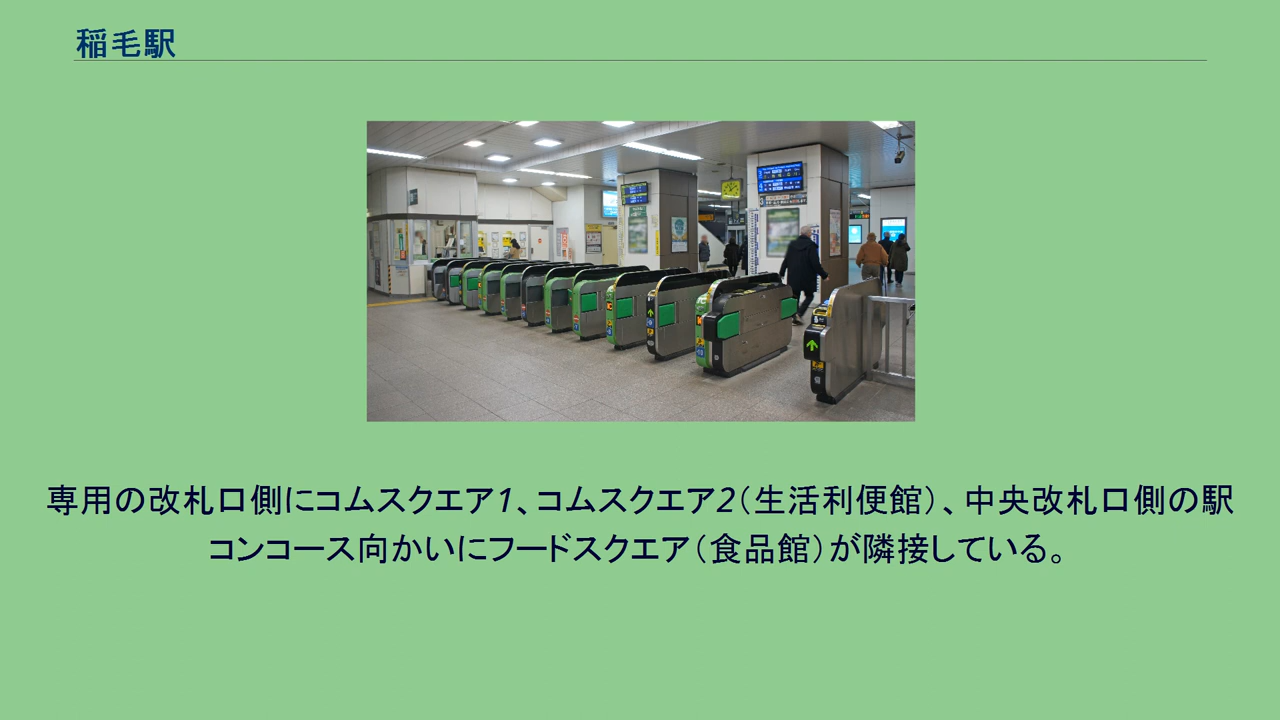 稲毛駅
専用の改札口側にコムスクエア1、コムスクエア2（生活利便館）、中央改札口側の駅
コンコース向かいにフードスクエア（食品館）が隣接している。